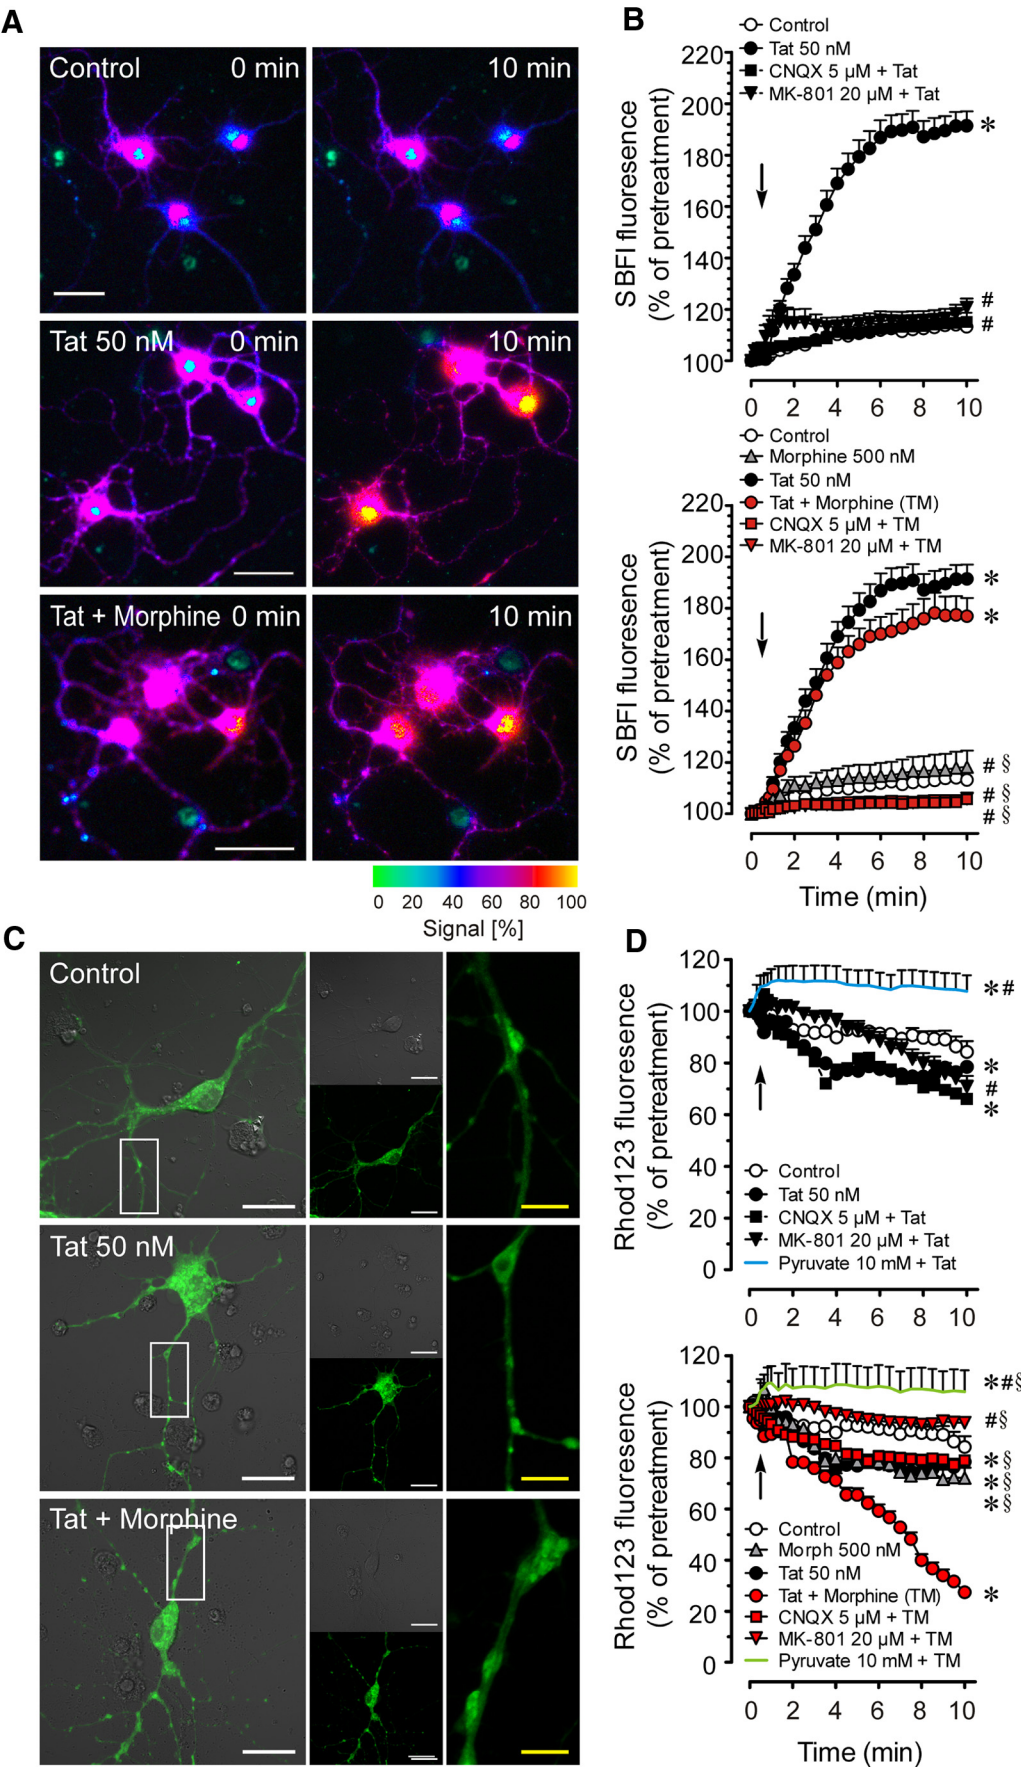 A
Control 0 min
10 min
Tat 50 nM 0 min
10 min
Tat + Morphine 0 min
10 min
0 20 40 60 80 100
Signal [%]
B
Control
Tat 50 nM
CNQX 5 µM + Tat
MK-801 20 µM + Tat
SBFI fluoresence
(% of pretreatment)
220
200
180
160
140
120
100
*
#
#
0 2 4 6 8 10
Control
Morphine 500 nM
Tat 50 nM
Tat + Morphine (TM)
CNQX 5 µM + TM
MK-801 20 µM + TM
SBFI fluoresence
(% of pretreatment)
220
200
180
160
140
120
100
*
*
# §
# §
# §
0 2 4 6 8 10
Time (min)
C
Control
Tat 50 nM
Tat + Morphine
D
Rhod123 fluoresence
(% of pretreatment)
120
100
80
60
40
20
0
*#
*
#
*
Control
Tat 50 nM
CNQX 5 µM + Tat
MK-801 20 µM + Tat
Pyruvate 10 mM + Tat
0 2 4 6 8 10
Rhod123 fluoresence
(% of pretreatment)
120
100
80
60
40
20
0
*#§
#§
*§
*§
*§
*
Control
Morph 500 nM
Tat 50 nM
Tat + Morphine (TM)
CNQX 5 µM + TM
MK-801 20 µM + TM
Pyruvate 10 mM + TM
0 2 4 6 8 10
Time (min)